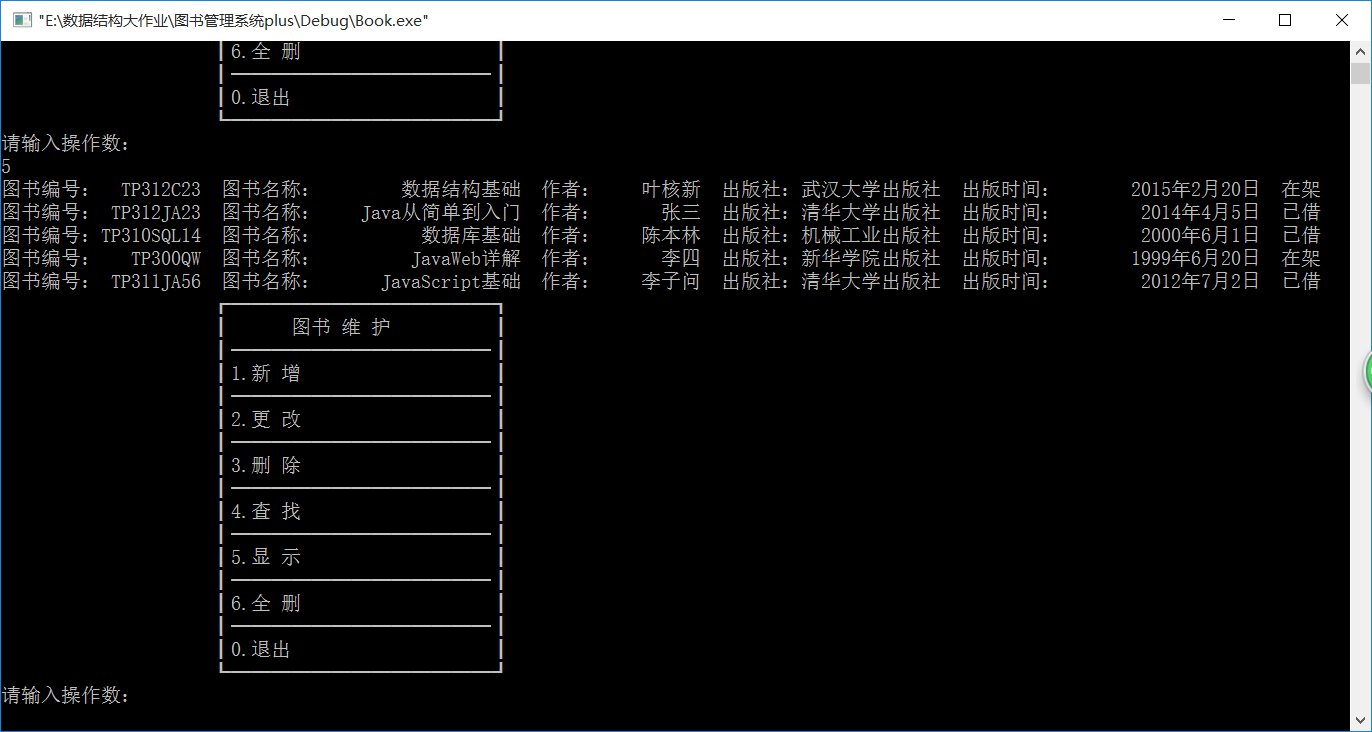 "E:\数据结构大作业\图书管理系统plus\Debug\Book.exe"
6.全 删
0.退出
请输入操作数:
5
图书编号: TP312C23 图书名称: 数据结构基础 作者: 叶核新 出版社: 武汉大学出版社 出版时间: 2015年2月20日 在架
图书编号: TP312JA23 图书名称: Java从简单到入门 作者: 张三 出版社: 清华大学出版社 出版时间: 2014年4月5日 已借
图书编号: TP310SQL14 图书名称: 数据库基础 作者: 陈本林 出版社: 机械工业出版社 出版时间: 2000年6月1日 已借
图书编号: TP300QW 图书名称: JavaWeb详解 作者: 李四 出版社: 新华学院出版社 出版时间: 1999年6月20日 在架
图书编号: TP311JA56 图书名称: JavaScript基础 作者: 李子问 出版社: 清华大学出版社 出版时间: 2012年7月2日 已借
图书 维 护
1.新 增
2.更 改
3.删 除
4.查 找
5.显 示
6.全 删
0.退出
请输入操作数: